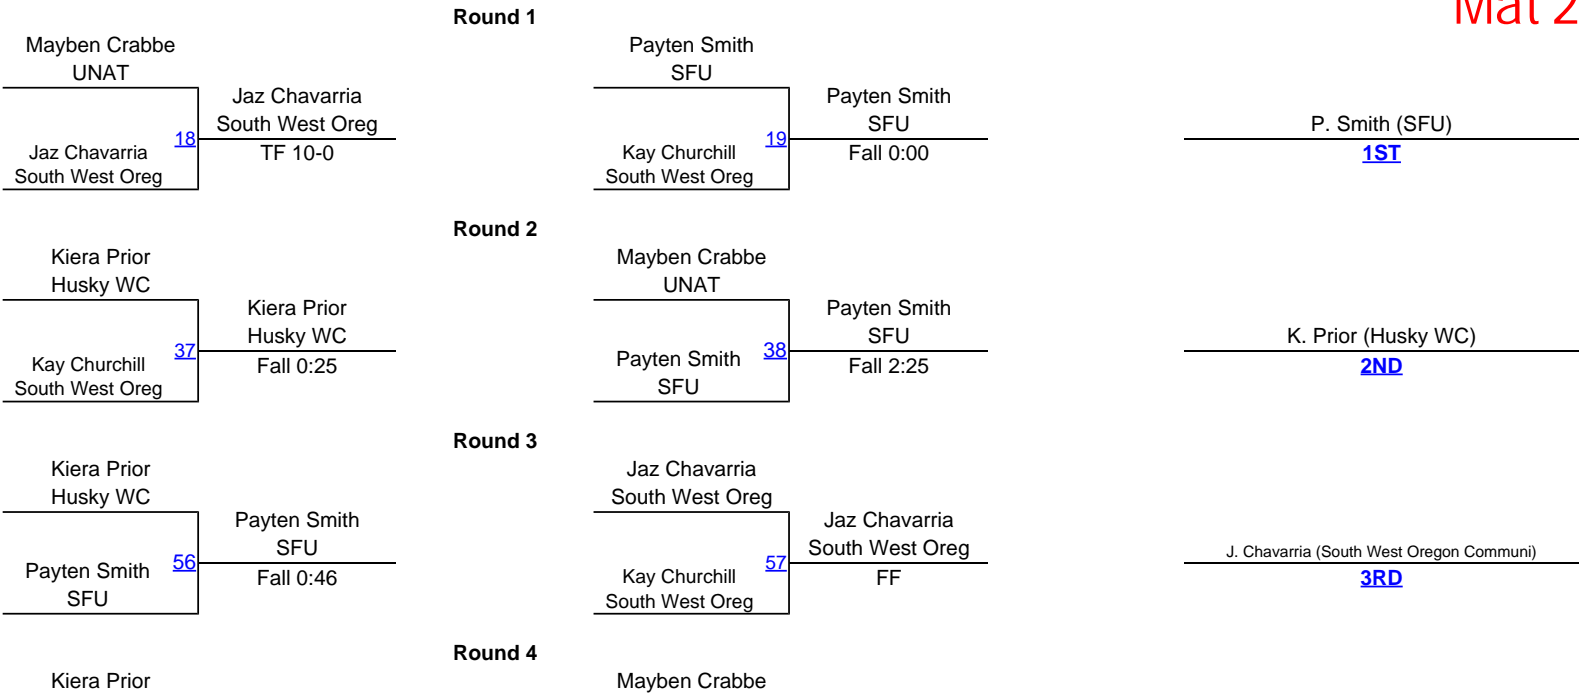 Mat 2
Round 1
Mayben Crabbe
UNAT
Jaz Chavarria
South West Oreg
18
TF 10-0
Jaz Chavarria
South West Oreg
Payten Smith
SFU
Payten Smith
SFU
19
Fall 0:00
Kay Churchill
South West Oreg
P. Smith (SFU)
1ST
Round 2
Kiera Prior
Husky WC
Kiera Prior
Husky WC
37
Fall 0:25
Kay Churchill
South West Oreg
Mayben Crabbe
UNAT
Payten Smith
SFU
38
Fall 2:25
Payten Smith
SFU
K. Prior (Husky WC)
2ND
Round 3
Kiera Prior
Husky WC
Payten Smith
SFU
56
Fall 0:46
Payten Smith
SFU
Jaz Chavarria
South West Oreg
Jaz Chavarria
South West Oreg
57
FF
Kay Churchill
South West Oreg
J. Chavarria (South West Oregon Communi)
3RD
Round 4
Kiera Prior
Mayben Crabbe